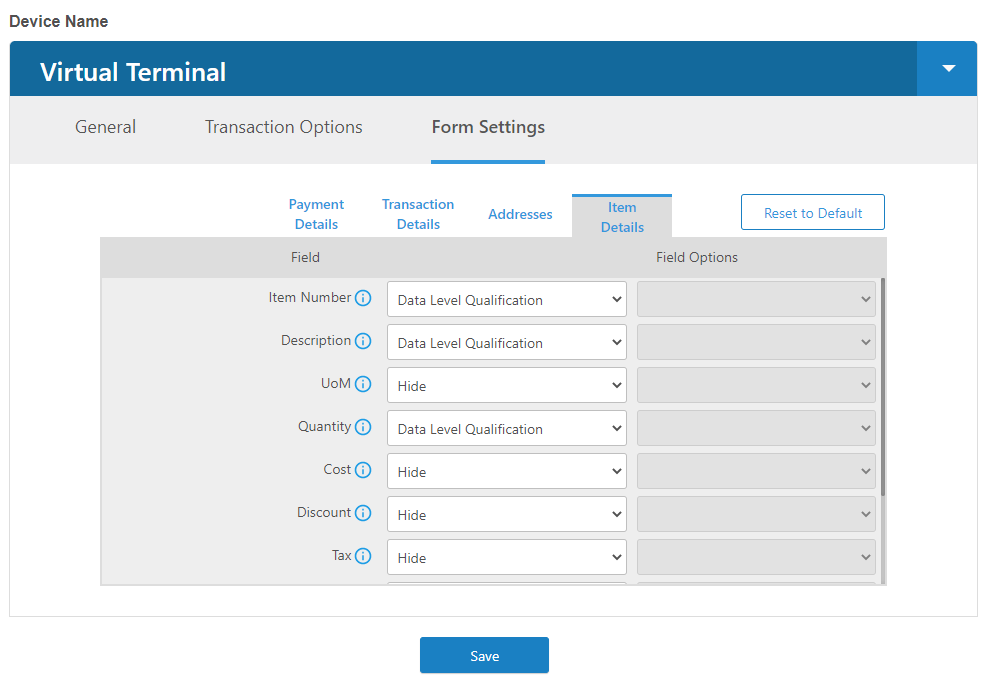 Device Name
Virtual Terminal
General Transaction Options Form Settings
Payment Details Transaction Details Addresses Item Details Reset to Default
Field Field Options
Item Number Data Level Qualification
Description Data Level Qualification
UoM Hide
Quantity Data Level Qualification
Cost Hide
Discount Hide
Tax Hide
Save